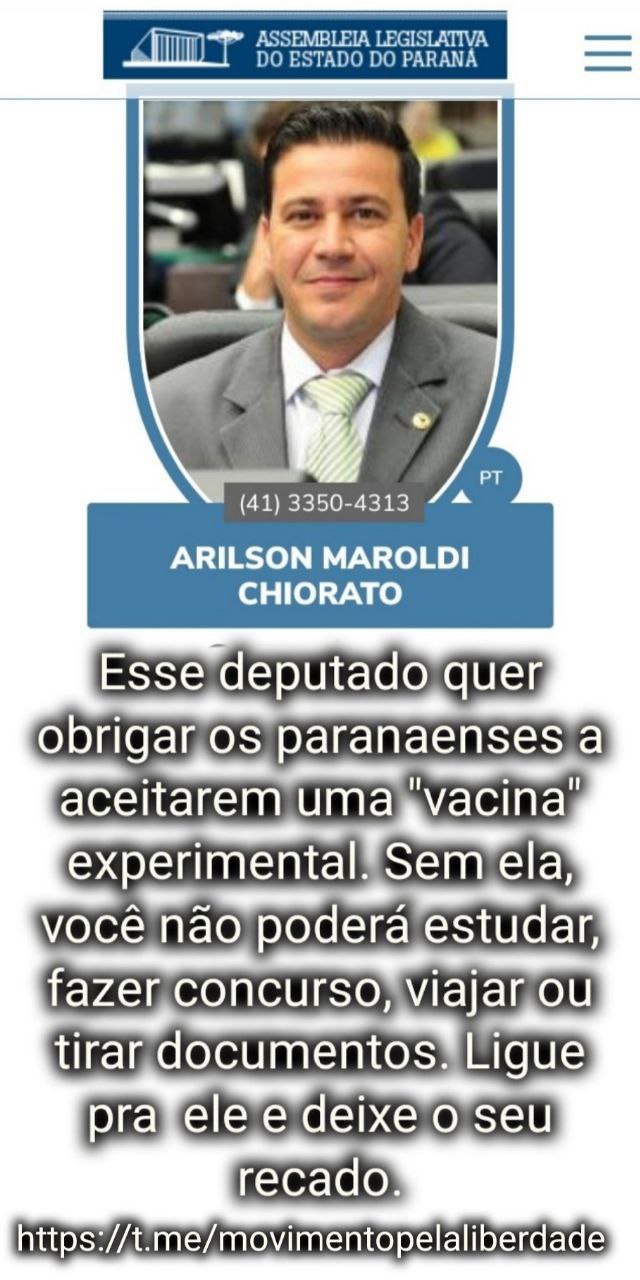 ASSEMBLEIA LEGISLATIVA
DO ESTADO DO PARANÁ
PT
(41) 3350-4313
ARILSON MAROLDI
CHIORATO
Esse deputado quer
obrigar os paranaenses a
aceitarem uma "vacina"
experimental. Sem ela,
você não poderá estudar,
fazer concurso, viajar ou
tirar documentos. Ligue
pra ele e deixe o seu
recado.
https://t.me/movimentopelaliberdade